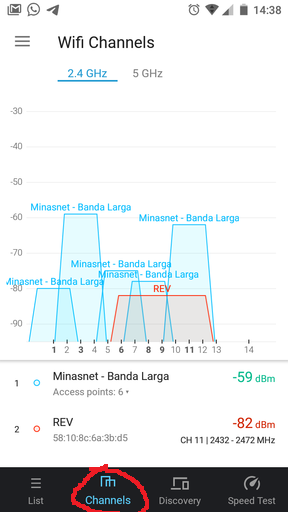 14:38
Wifi Channels
2.4 GHz
5 GHz
-30
-40
-50
-60
-70
-80
-90
Minasnet - Banda Larga
Minasnet - Banda Larga
Minasnet - Banda Larga
Minasnet - Banda Larga
Minasnet - Banda Larga
REV
1 2 3 4 5 6 7 8 9 10 11 12 13 14
1 Minasnet - Banda Larga -59 dBm
Access points: 6
2 REV -82 dBm
58:10:8c:6a:3b:d5 CH 11 | 2432 - 2472 MHz
List
Channels
Discovery
Speed Test